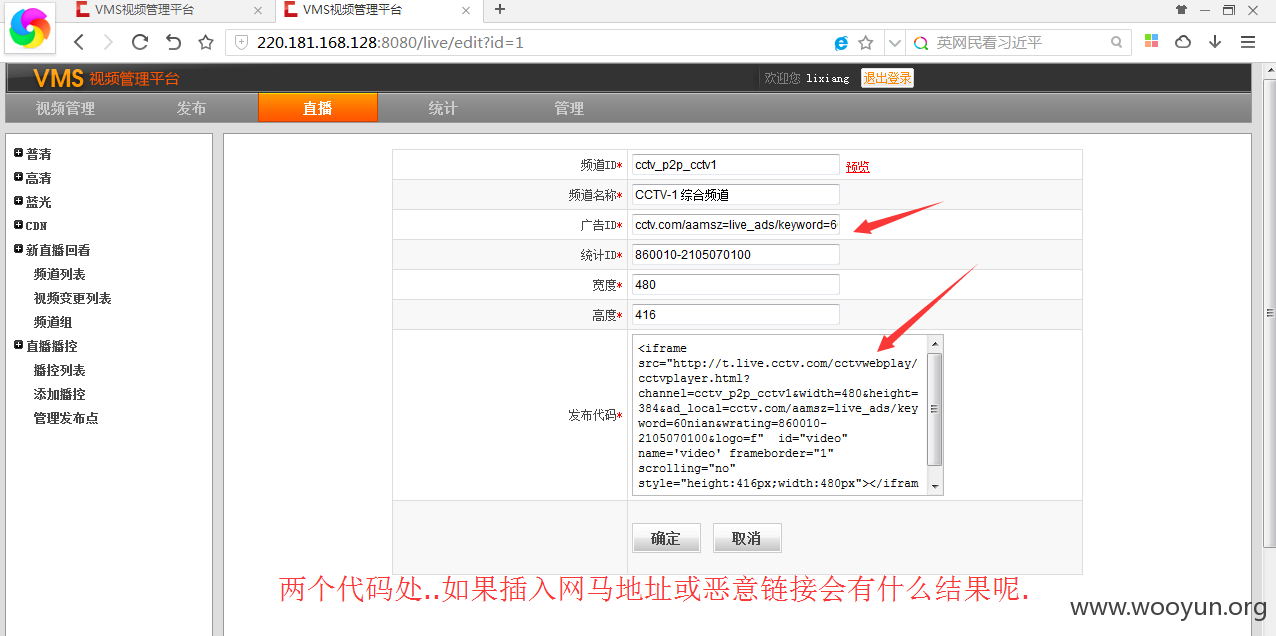 VMS视频管理平台
VMS视频管理平台
220.181.168.128:8080/live/edit?id=1
英网民看习近平
VMS 视频管理平台
欢迎您 lixiang 退出登录
视频管理 发布 直播 统计 管理
普清
高清
蓝光
CDN
新直播回看
频道列表
视频变更列表
频道组
直播播控
播控列表
添加播控
管理发布点
频道ID* cctv_p2p_cctv1 预览
频道名称* CCTV-1 综合频道
广告ID* cctv.com/aamsz=live_ads/keyword=6
统计ID* 860010-2105070100
宽度* 480
高度* 416
发布代码*
<iframe
src="http://t.live.cctv.com/cctvwebplay/
cctvplayer.html?
channel=cctv_p2p_cctv1&width=480&height=
384&ad_local=cctv.com/aamsz=live_ads/key
word=60nian&wrating=860010-
2105070100&logo=f" id="video"
name='video' frameborder="1"
scrolling="no"
style="height:416px;width:480px"></ifram
确定 取消
两个代码处..如果插入网马地址或恶意链接会有什么结果呢.
www.wooyun.org